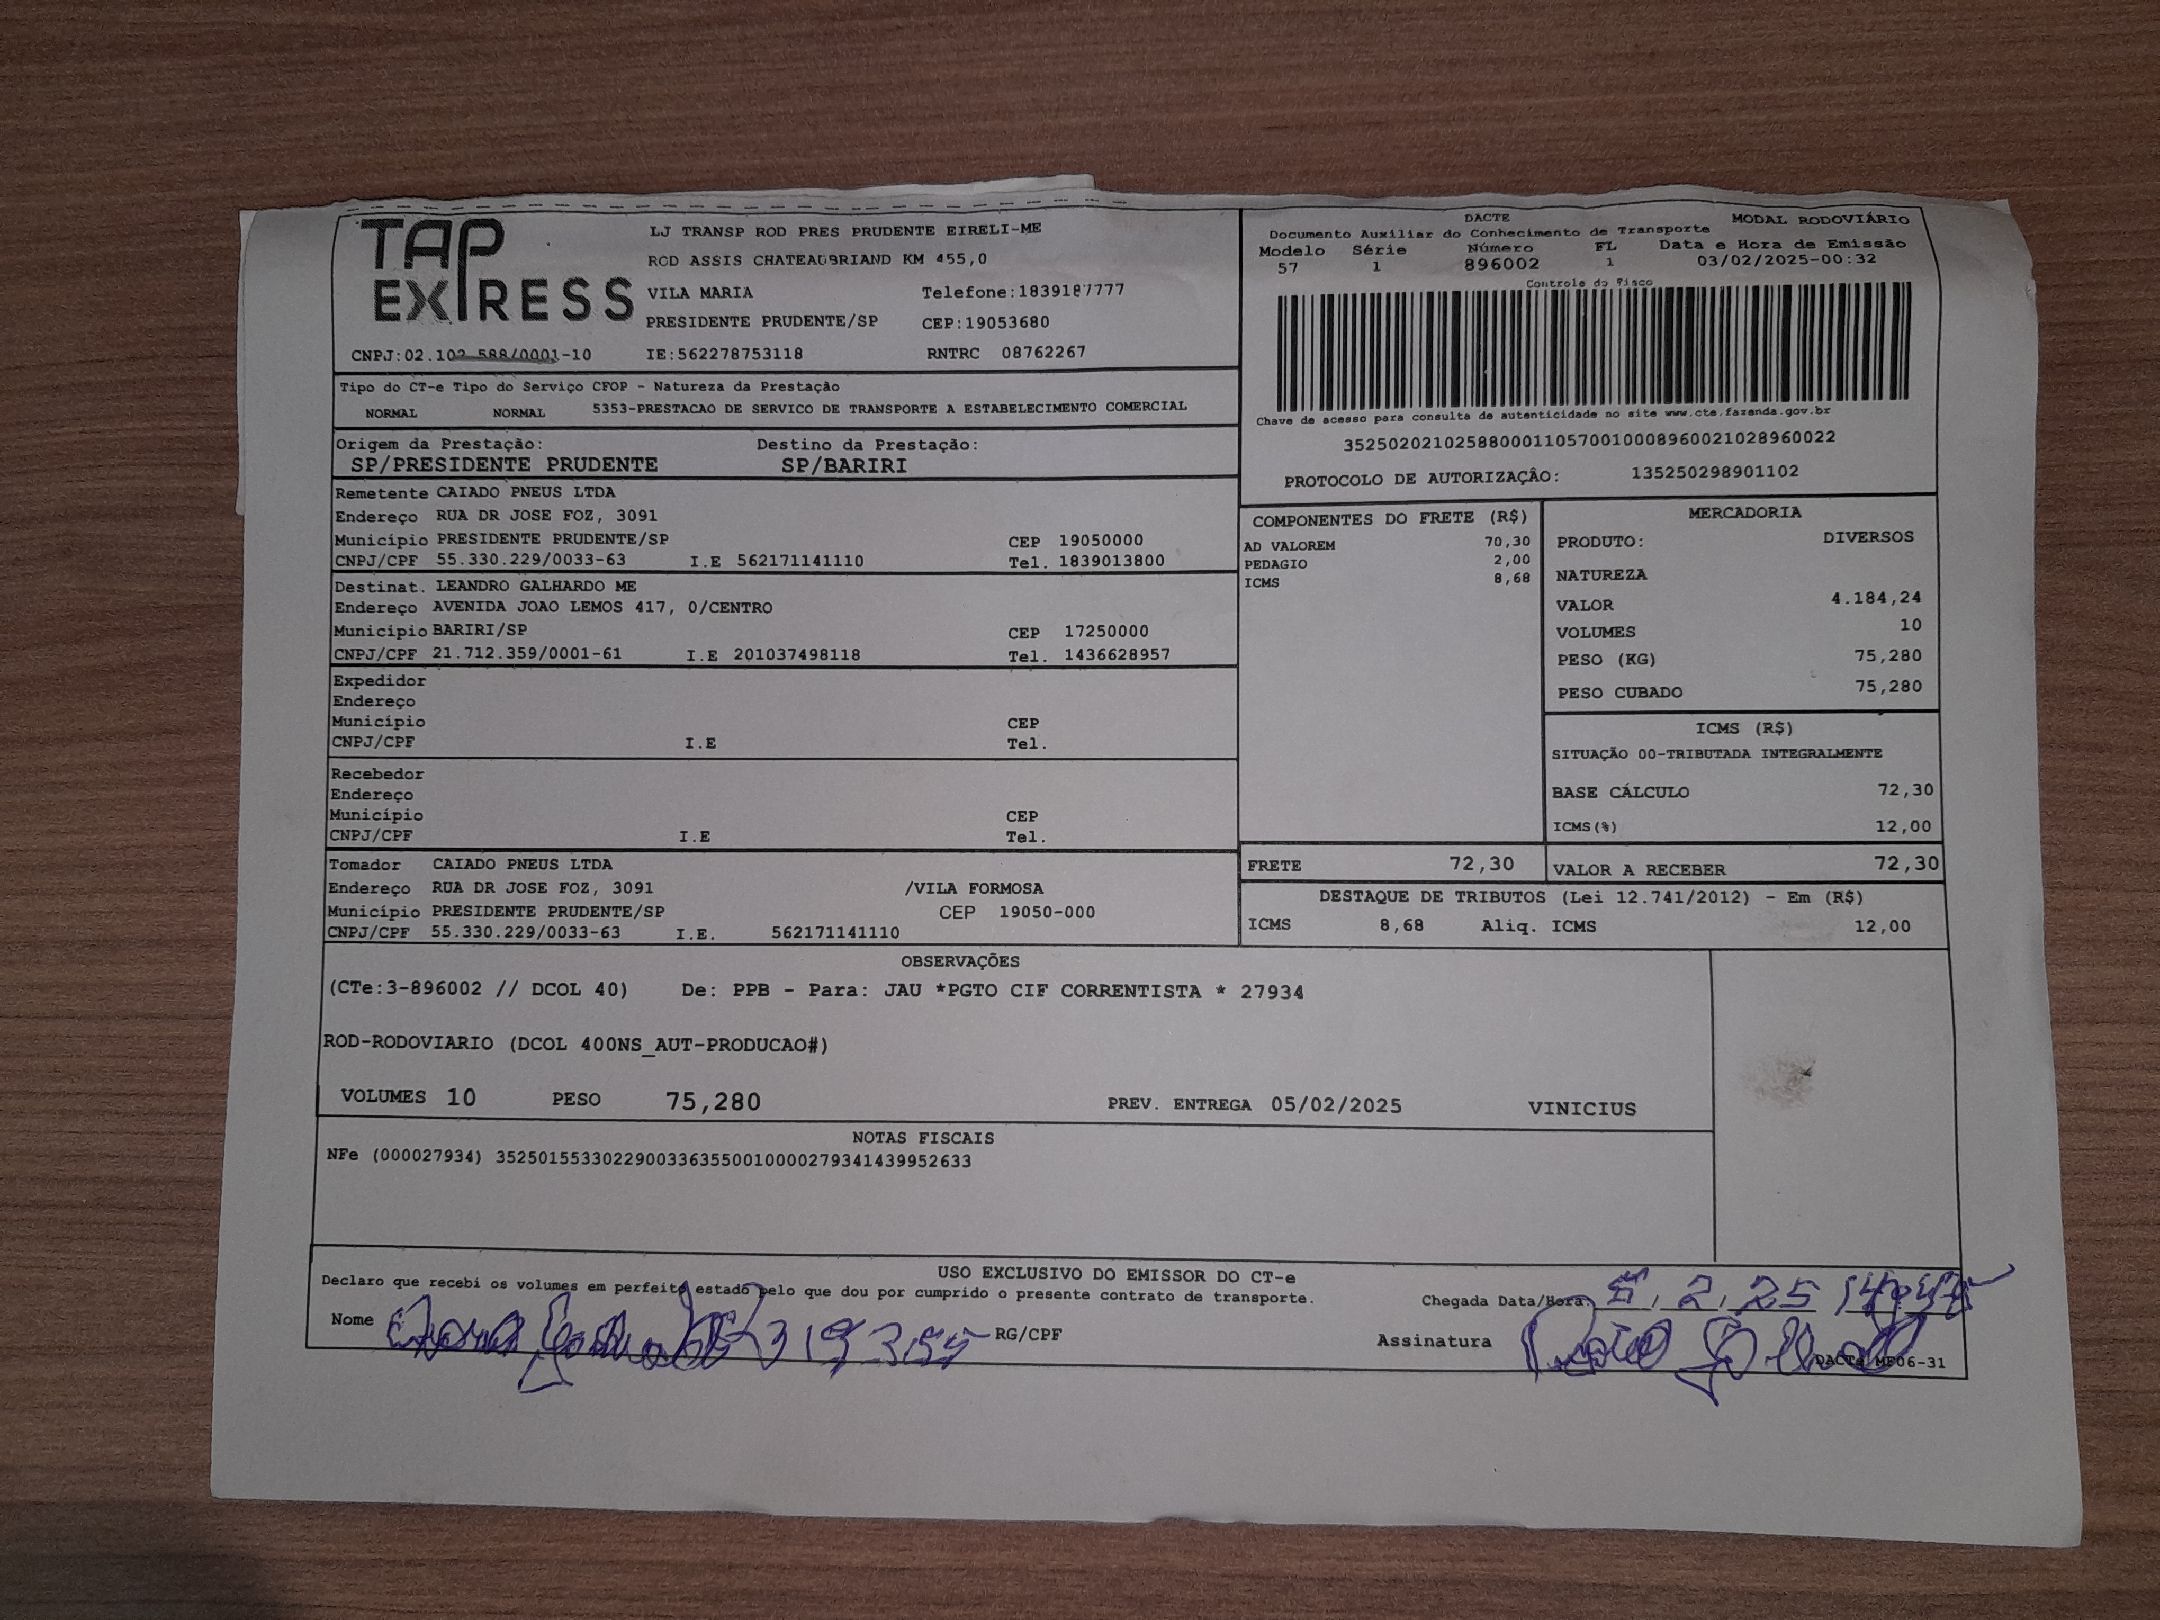 TAP EXPRESS
LJ TRANSP ROD PRES PRUDENTE EIRELI-ME
ROD ASSIS CHATEAUBRIAND KM 455,0
VILA MARIA Telefone:1839187777
PRESIDENTE PRUDENTE/SP CEP:19053680
CNPJ:02.102.588/0001-10 IE:562278753118 RNTRC 08762267
Tipo do CT-e Tipo do Serviço CFOP - Natureza da Prestação
NORMAL NORMAL 5353-PRESTACAO DE SERVICO DE TRANSPORTE A ESTABELECIMENTO COMERCIAL
Origem da Prestação: Destino da Prestação:
SP/PRESIDENTE PRUDENTE SP/BARIRI
DACTE MODAL RODOVIÁRIO
Documento Auxiliar do Conhecimento de Transporte
Modelo Série Número FL Data e Hora de Emissão
57 1 896002 1 03/02/2025-00:32
Controle do Fisco
Chave de acesso para consulta de autenticidade no site www.cte.fazenda.gov.br
35250202102588000110570010008960021028960022
PROTOCOLO DE AUTORIZAÇÂO: 135250298901102
Remetente CAIADO PNEUS LTDA
Endereço RUA DR JOSE FOZ, 3091
Município PRESIDENTE PRUDENTE/SP CEP 19050000
CNPJ/CPF 55.330.229/0033-63 I.E 562171141110 Tel. 1839013800
Destinat. LEANDRO GALHARDO ME
Endereço AVENIDA JOAO LEMOS 417, 0/CENTRO
Município BARIRI/SP CEP 17250000
CNPJ/CPF 21.712.359/0001-61 I.E 201037498118 Tel. 1436628957
Expedidor
Endereço
Município CEP
CNPJ/CPF I.E Tel.
Recebedor
Endereço
Município CEP
CNPJ/CPF I.E Tel.
Tomador CAIADO PNEUS LTDA
Endereço RUA DR JOSE FOZ, 3091 /VILA FORMOSA
Município PRESIDENTE PRUDENTE/SP CEP 19050-000
CNPJ/CPF 55.330.229/0033-63 I.E. 562171141110
COMPONENTES DO FRETE (R$)
AD VALOREM 70,30
PEDAGIO 2,00
ICMS 8,68
MERCADORIA
PRODUTO: DIVERSOS
NATUREZA
VALOR 4.184,24
VOLUMES 10
PESO (KG) 75,280
PESO CUBADO 75,280
ICMS (R$)
SITUAÇÃO 00-TRIBUTADA INTEGRALMENTE
BASE CÁLCULO 72,30
ICMS(%) 12,00
FRETE 72,30 VALOR A RECEBER 72,30
DESTAQUE DE TRIBUTOS (Lei 12.741/2012) - Em (R$)
ICMS 8,68 Aliq. ICMS 12,00
OBSERVAÇÕES
(CTe:3-896002 // DCOL 40) De: PPB - Para: JAU *PGTO CIF CORRENTISTA * 27934
ROD-RODOVIARIO (DCOL 400NS_AUT-PRODUCAO#)
VOLUMES 10 PESO 75,280 PREV. ENTREGA 05/02/2025 VINICIUS
NOTAS FISCAIS
NFe (000027934) 35250155330229003363550010000279341439952633
USO EXCLUSIVO DO EMISSOR DO CT-e
Declaro que recebi os volumes em perfeito estado pelo que dou por cumprido o presente contrato de transporte.
Chegada Data/Hora: 5.2.25
Nome RG/CPF Assinatura
DACTE MF06-31